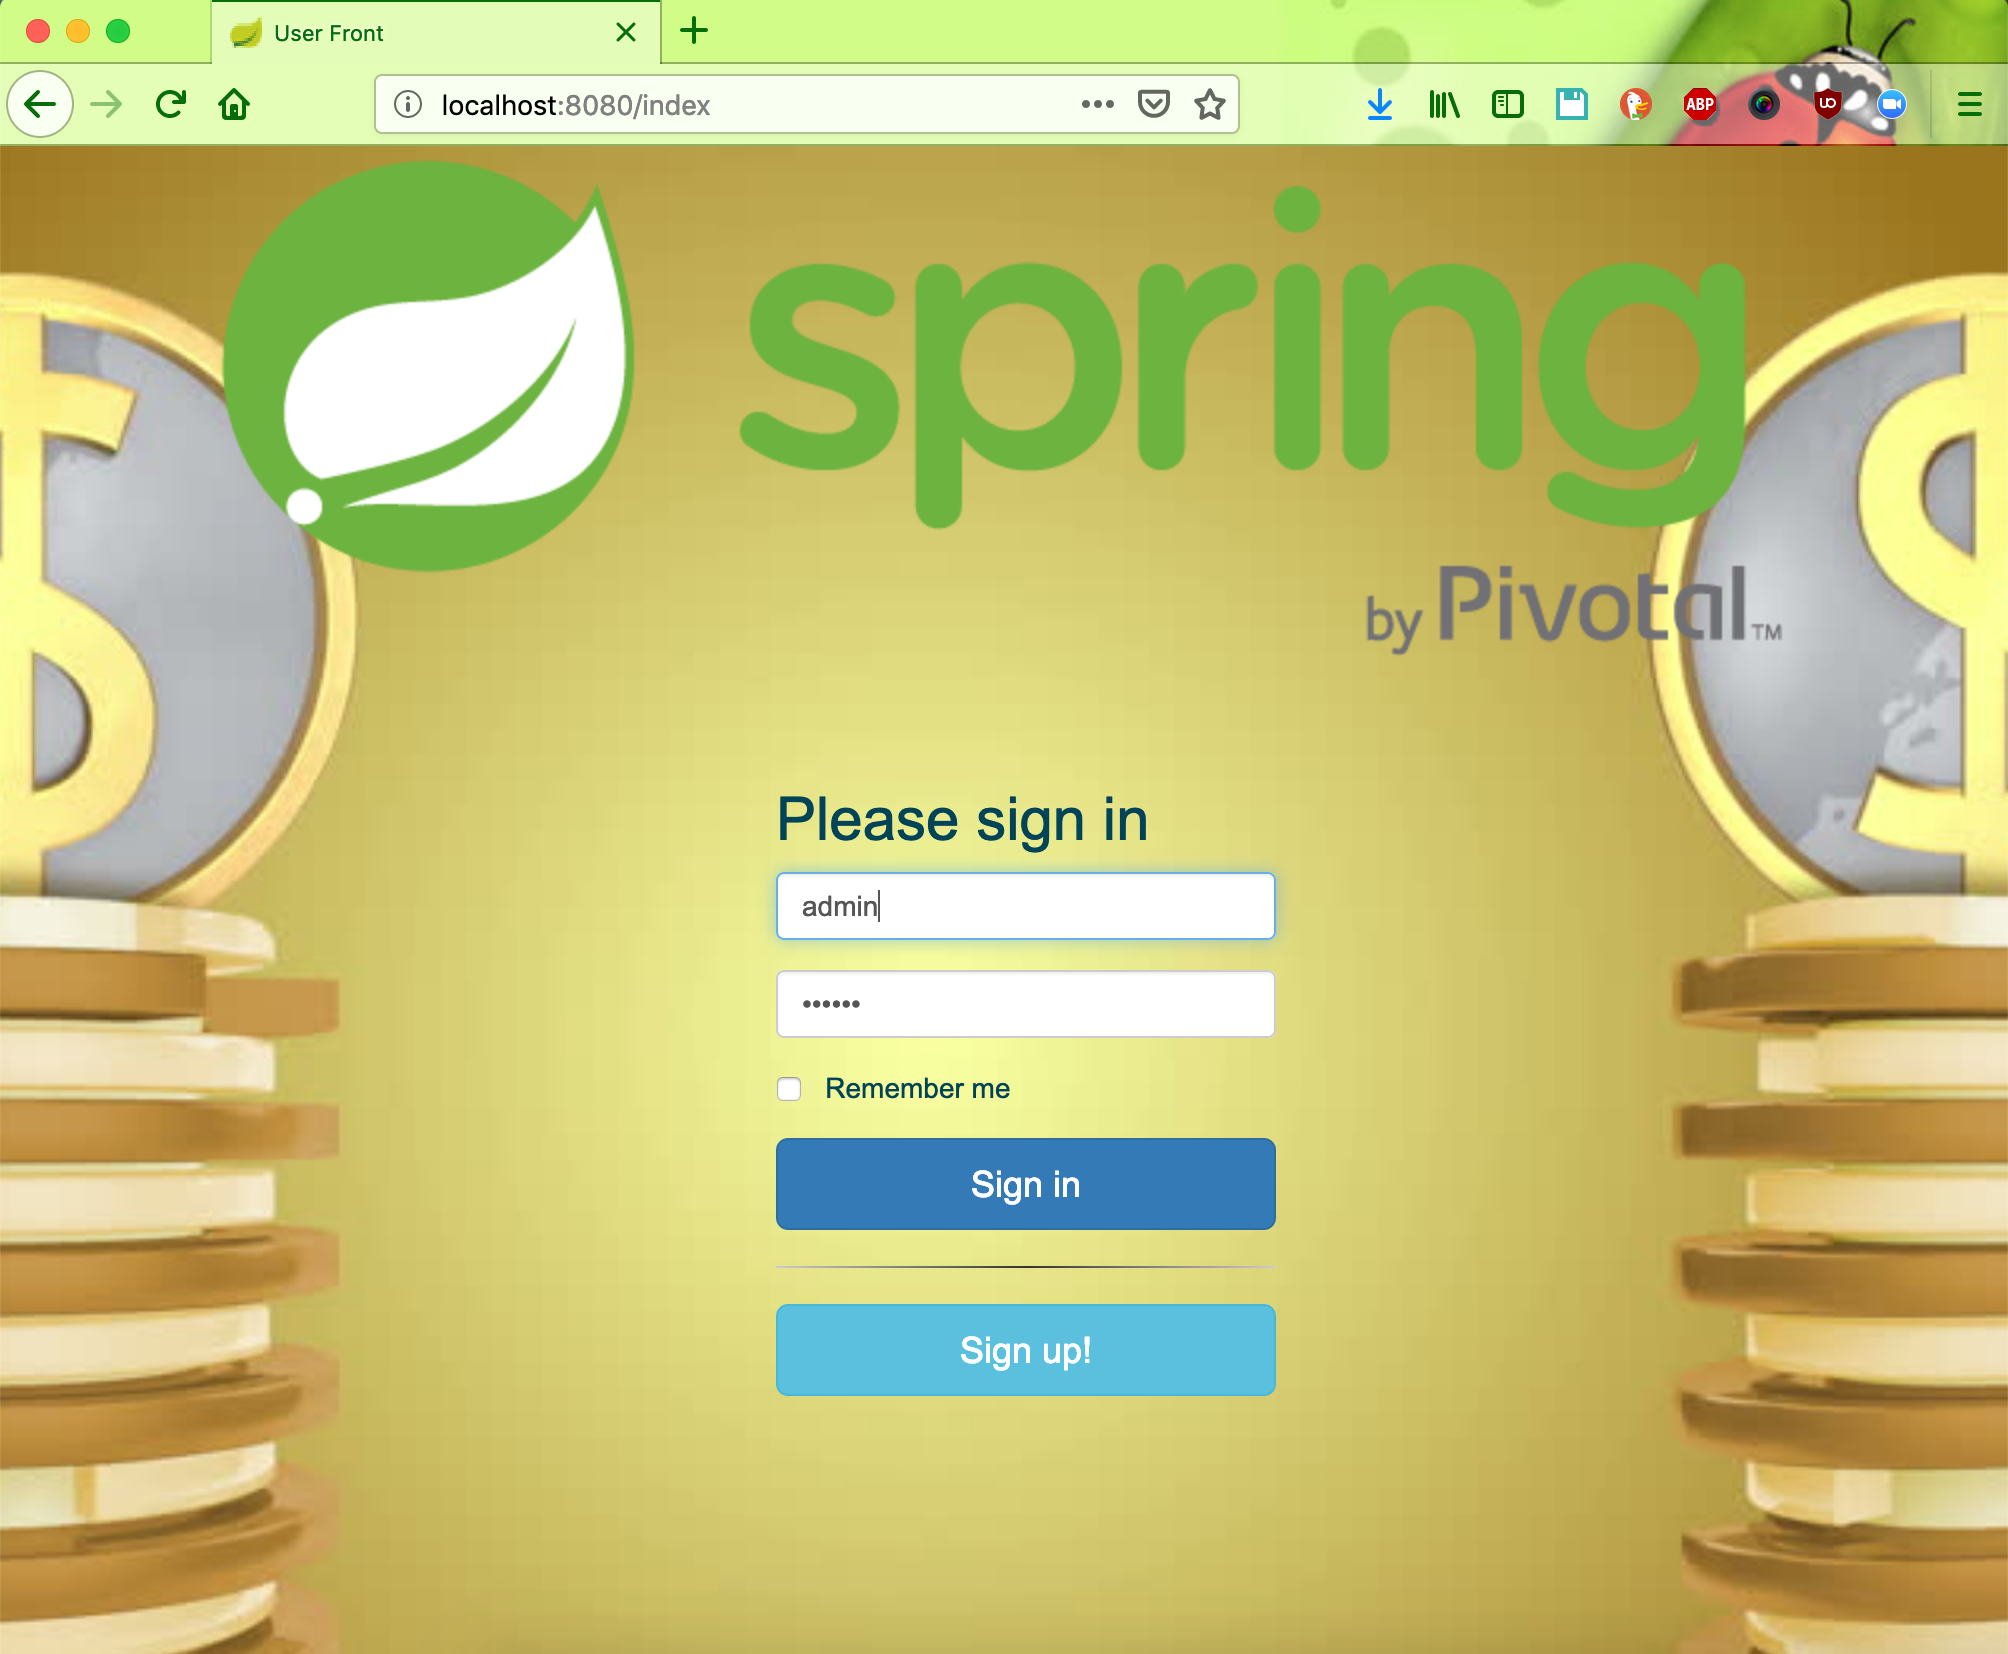 User Front
localhost:8080/index
ABP
UO
spring
by Pivotal™
Please sign in
admin
••••••
Remember me
Sign in
Sign up!